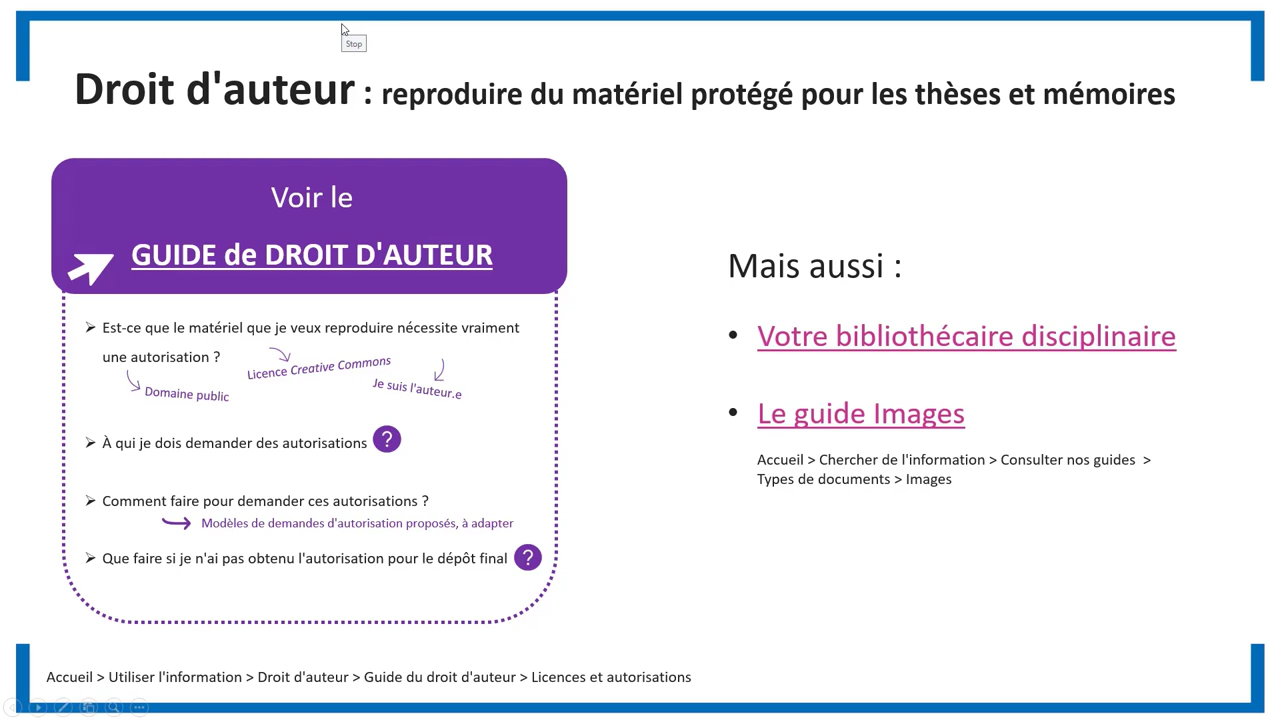 Stop
Droit d'auteur : reproduire du matériel protégé pour les thèses et mémoires
Voir le
GUIDE de DROIT D'AUTEUR
Est-ce que le matériel que je veux reproduire nécessite vraiment
une autorisation ?
Licence Creative Commons
Domaine public
Je suis l'auteur.e
À qui je dois demander des autorisations ?
Comment faire pour demander ces autorisations ?
Modèles de demandes d'autorisation proposés, à adapter
Que faire si je n'ai pas obtenu l'autorisation pour le dépôt final ?
Mais aussi :
• Votre bibliothécaire disciplinaire
• Le guide Images
Accueil > Chercher de l'information > Consulter nos guides >
Types de documents > Images
Accueil > Utiliser l'information > Droit d'auteur > Guide du droit d'auteur > Licences et autorisations